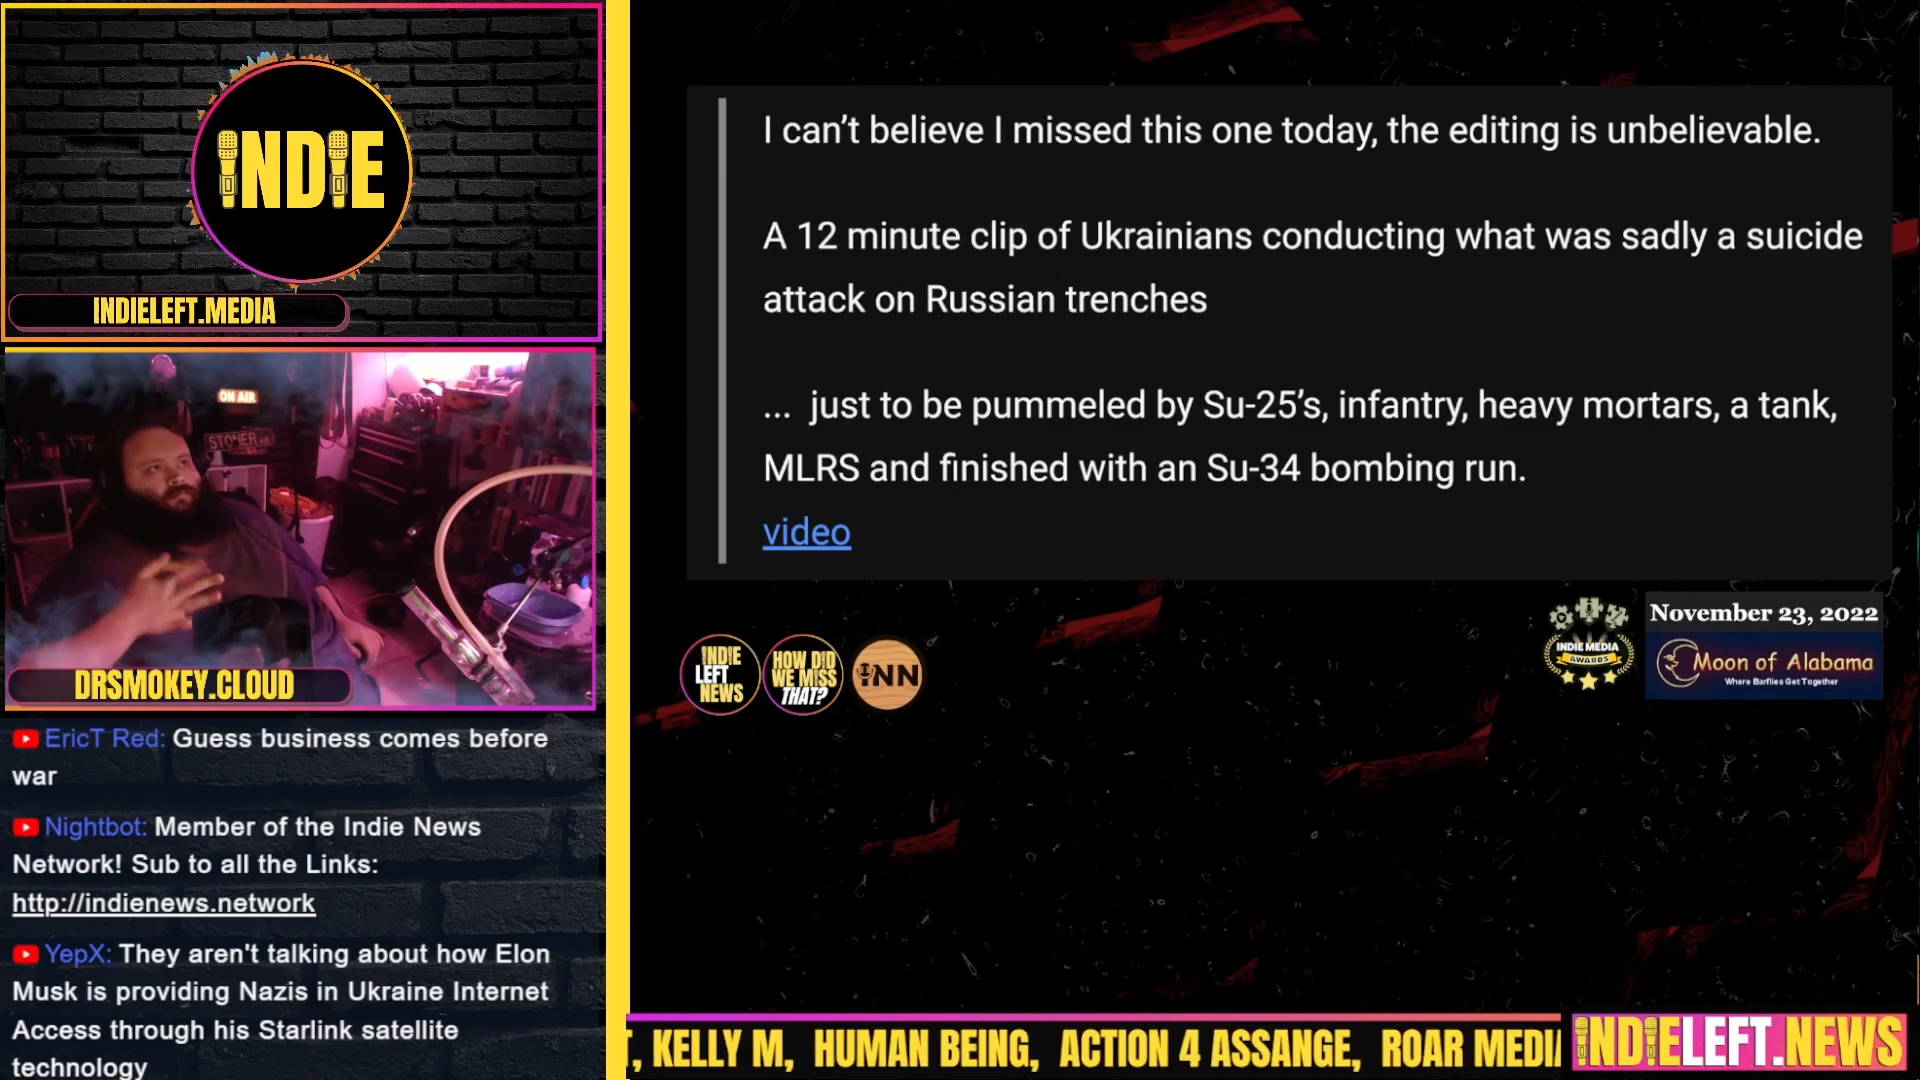 INDIE
INDIELEFT.MEDIA
ON AIR
STONER
DRSMOKEY.CLOUD
EricT Red: Guess business comes before
war
Nightbot: Member of the Indie News
Network! Sub to all the Links:
http://indienews.network
YepX: They aren't talking about how Elon
Musk is providing Nazis in Ukraine Internet
Access through his Starlink satellite
technology
I can't believe I missed this one today, the editing is unbelievable.
A 12 minute clip of Ukrainians conducting what was sadly a suicide
attack on Russian trenches
... just to be pummeled by Su-25's, infantry, heavy mortars, a tank,
MLRS and finished with an Su-34 bombing run.
video
INDIE
LEFT
NEWS
HOW DID
WE MISS
THAT?
INN
INDIE MEDIA
AWARDS
November 23, 2022
Moon of Alabama
Where Barflies Get Together
, KELLY M, HUMAN BEING, ACTION 4 ASSANGE, ROAR MEDIA
INDIELEFT.NEWS